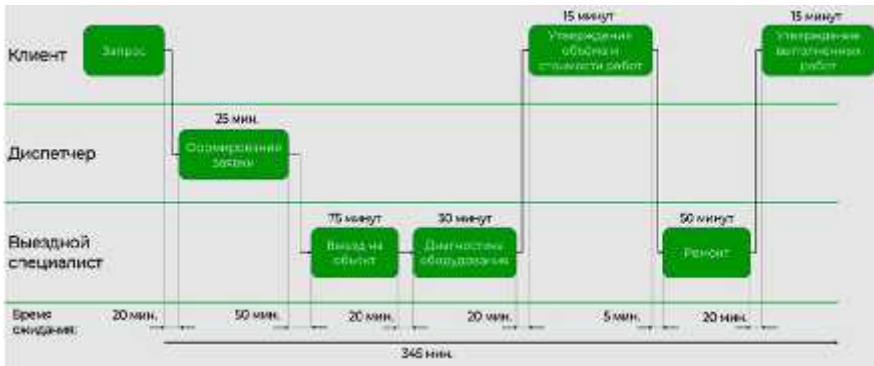 15 минут
15 минут
Клиент
Запрос
Утверждение
объёма и
стоимости работ
Утверждение
выполненных
работ
25 мин.
Диспетчер
Формирование
заявки
75 минут
30 минут
50 минут
Выездной
специалист
Выезд на
объект
Диагностика
оборудования
Ремонт
Время
ожидания:
20 мин.
50 мин.
20 мин.
20 мин.
5 мин.
20 мин.
345 мин.